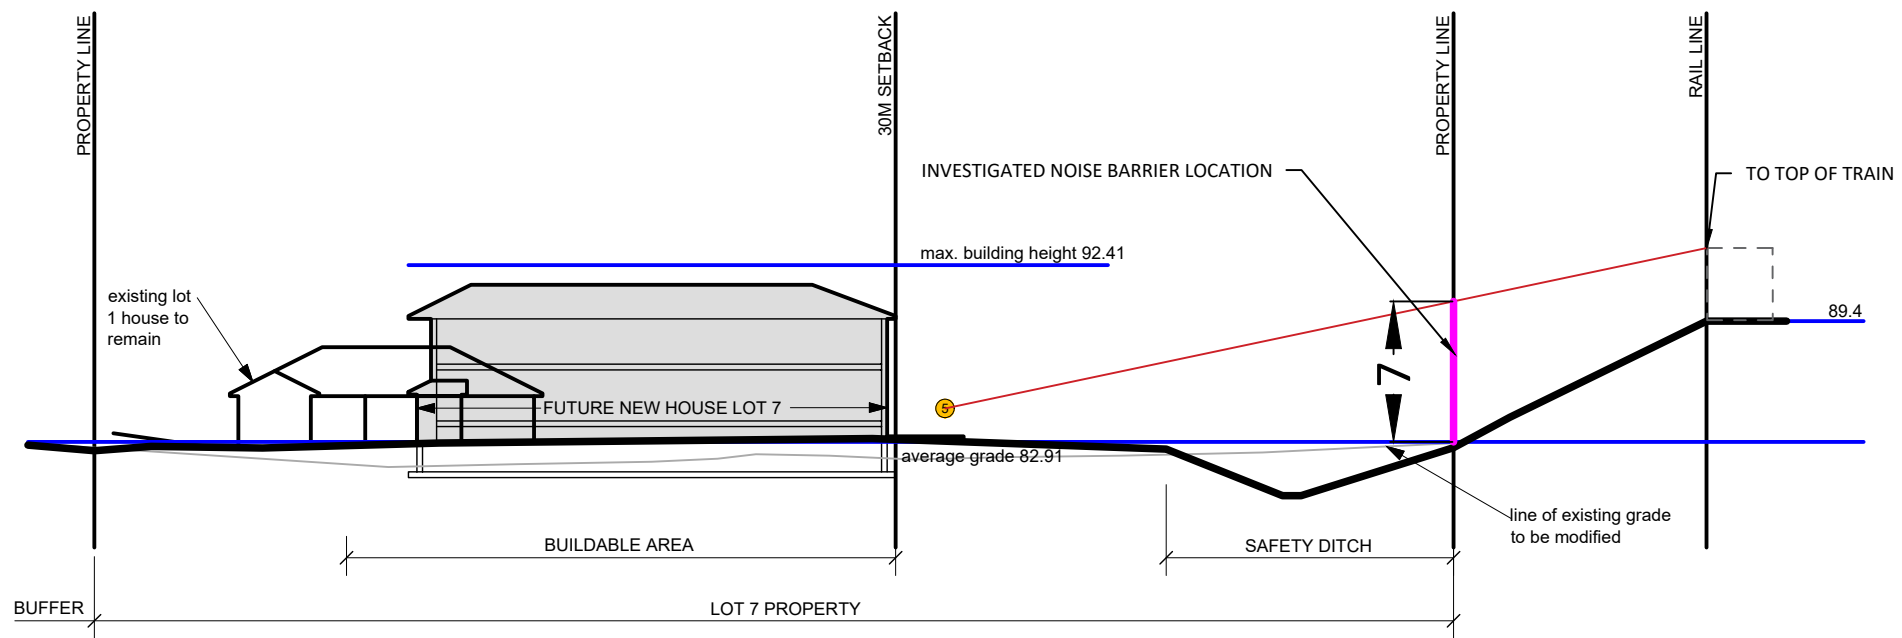 PROPERTY LINE
30M SETBACK
PROPERTY LINE
RAIL LINE
INVESTIGATED NOISE BARRIER LOCATION
TO TOP OF TRAIN
max. building height 92.41
existing lot
1 house to
remain
89.4
7
5
FUTURE NEW HOUSE LOT 7
average grade 82.91
line of existing grade
to be modified
BUILDABLE AREA
SAFETY DITCH
BUFFER
LOT 7 PROPERTY